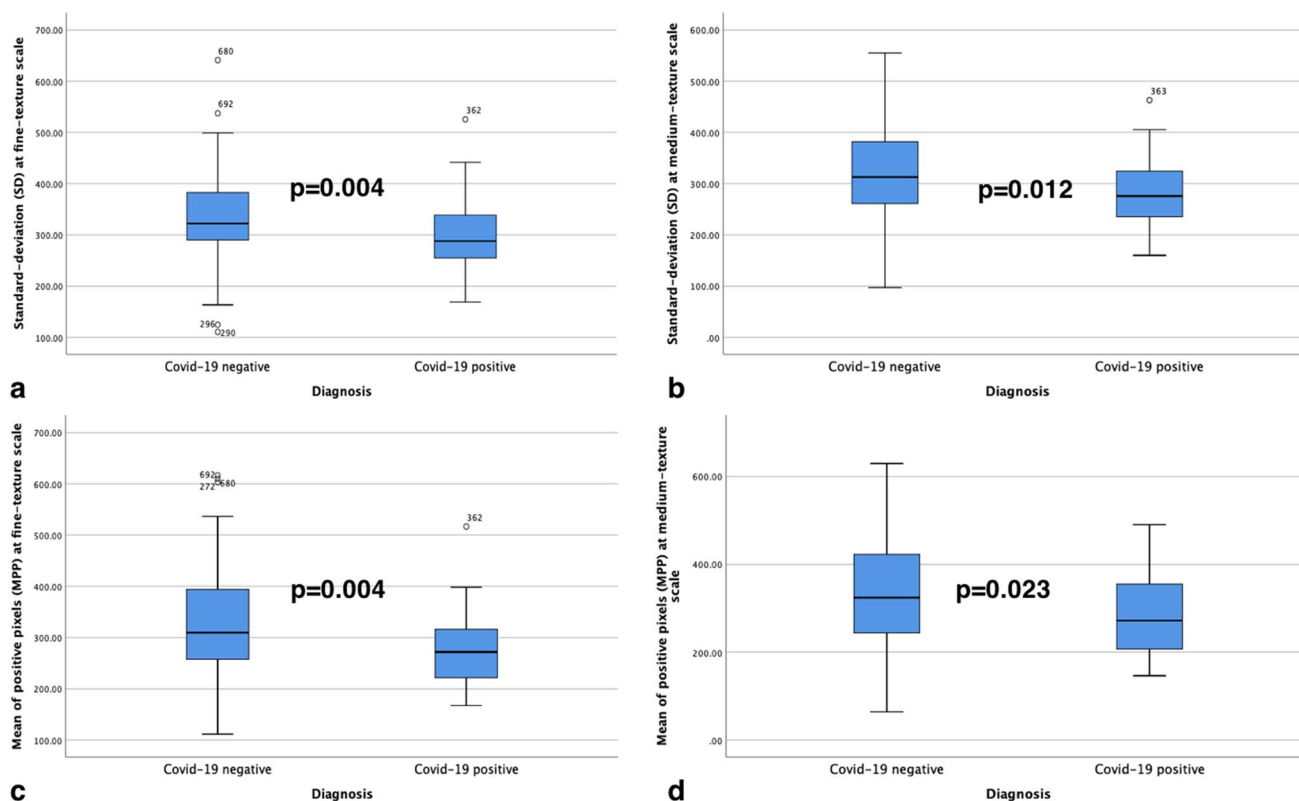 Standard-deviation (SD) at fine-texture scale
700.00
600.00
500.00
400.00
300.00
200.00
100.00
680
692
296
290
362
p=0.004
Covid-19 negative
Covid-19 positive
Diagnosis
a
Standard-deviation (SD) at medium-texture scale
600.00
500.00
400.00
300.00
200.00
100.00
.00
363
p=0.012
Covid-19 negative
Covid-19 positive
Diagnosis
b
Mean of positive pixels (MPP) at fine-texture scale
700.00
600.00
500.00
400.00
300.00
200.00
100.00
692
272
680
362
p=0.004
Covid-19 negative
Covid-19 positive
Diagnosis
c
Mean of positive pixels (MPP) at medium-texture
scale
600.00
400.00
200.00
.00
p=0.023
Covid-19 negative
Covid-19 positive
Diagnosis
d